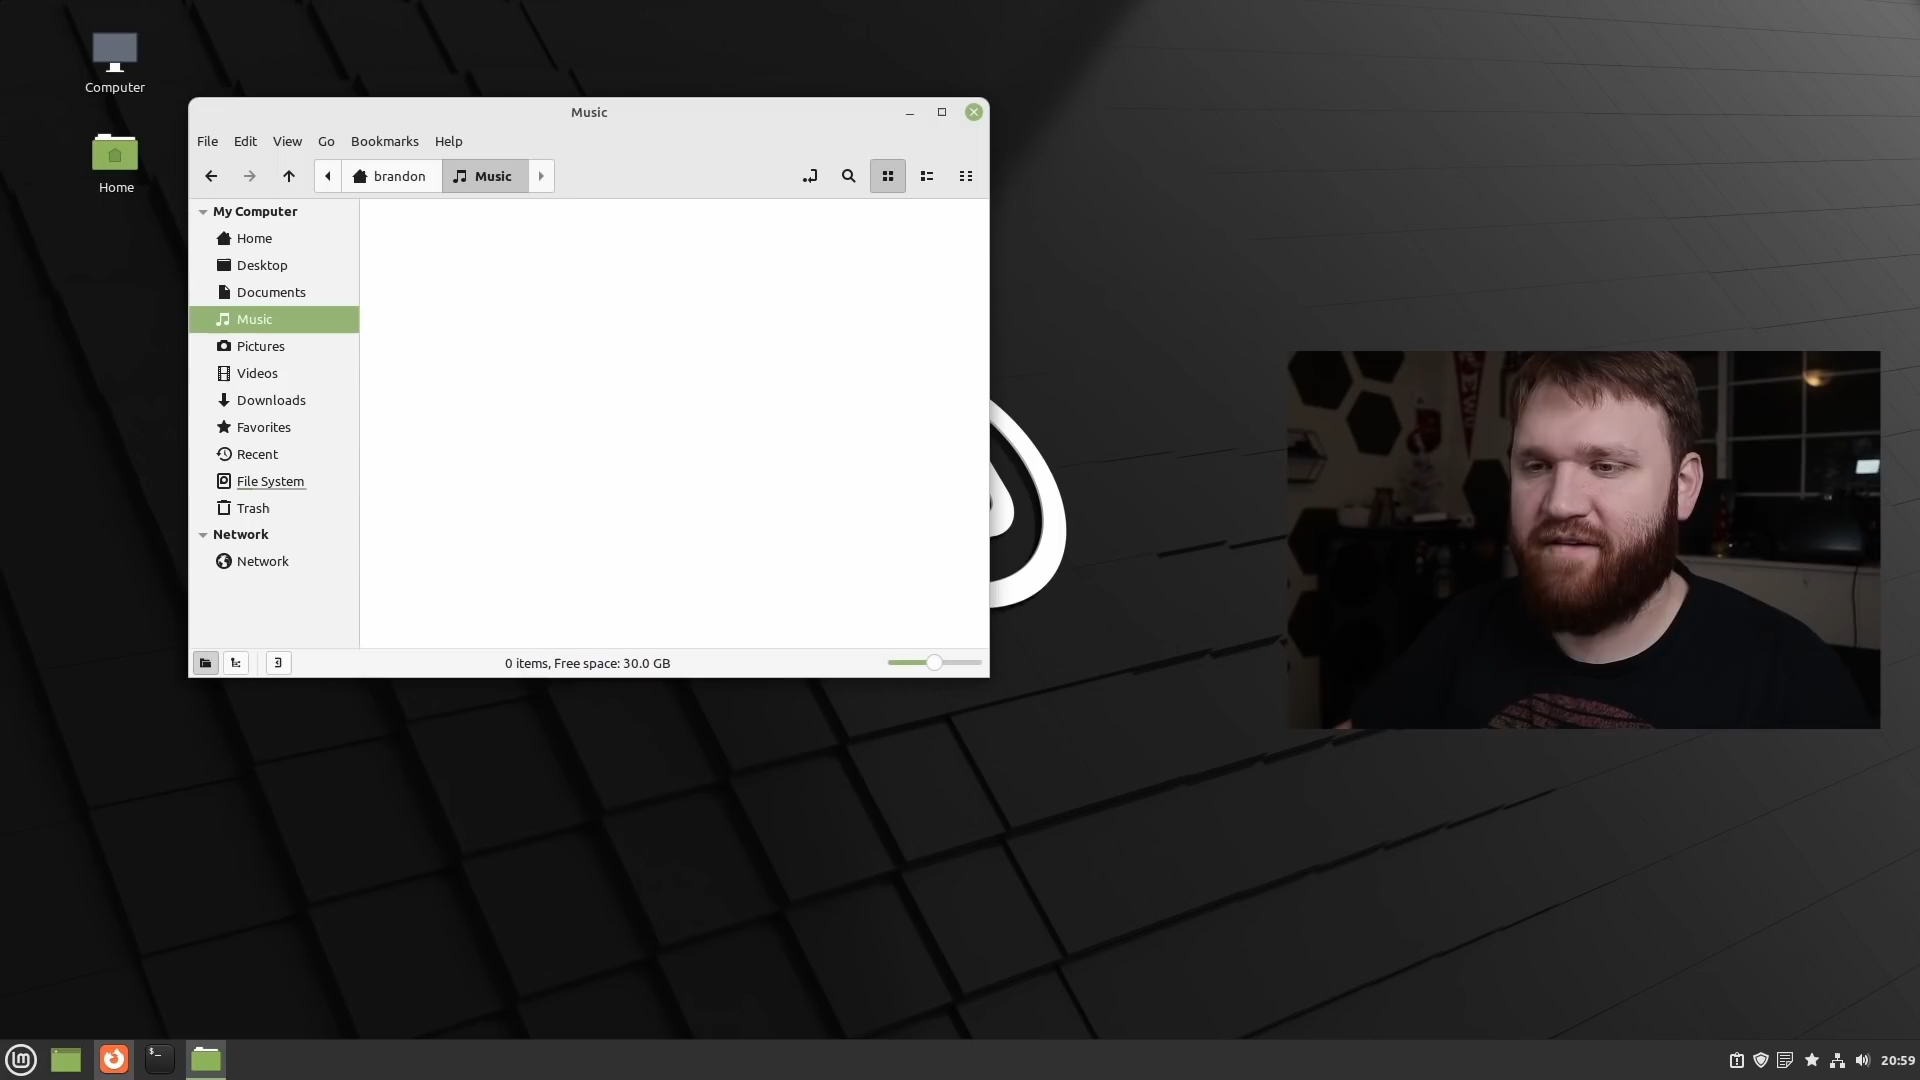 Computer
Home
Music
File Edit View Go Bookmarks Help
brandon Music
My Computer
Home
Desktop
Documents
Music
Pictures
Videos
Downloads
Favorites
Recent
File System
Trash
Network
Network
0 items, Free space: 30.0 GB
lm
$_
20:59